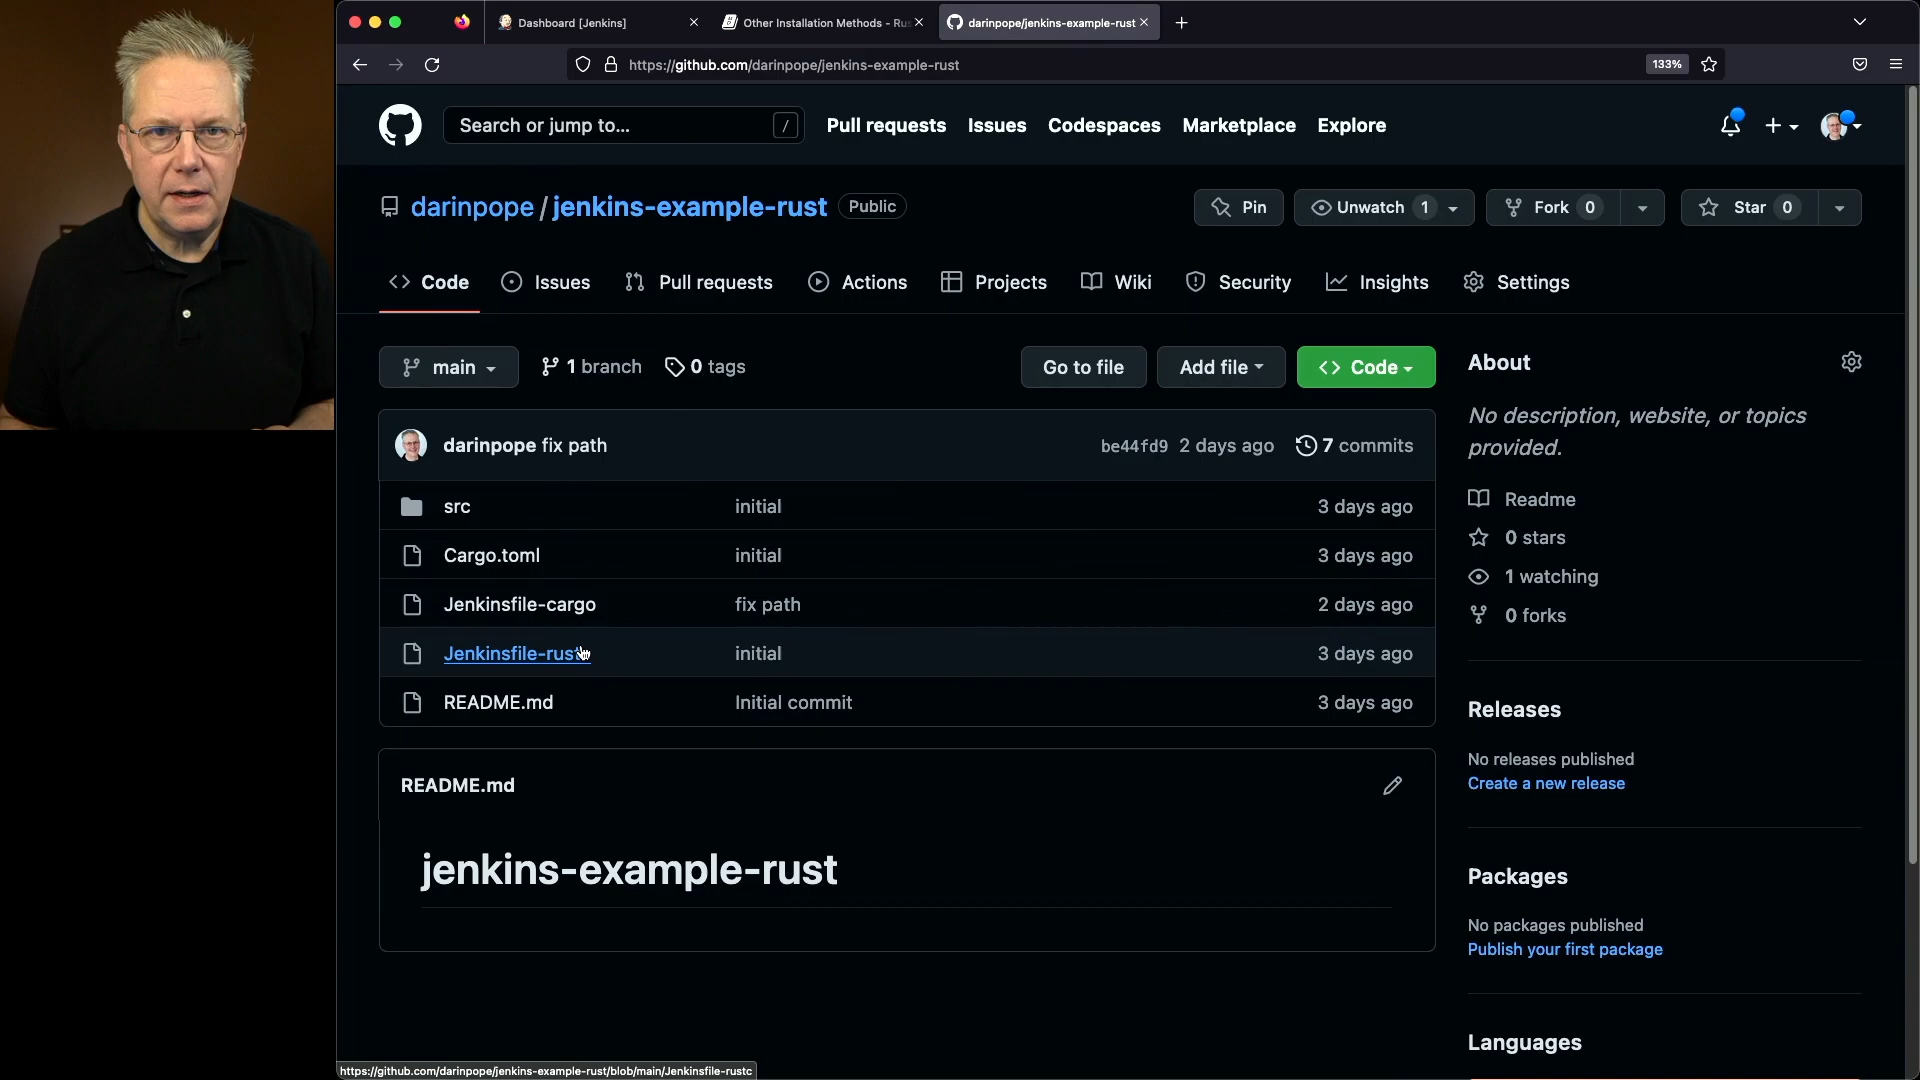 Dashboard [Jenkins]
Other Installation Methods - Ru
darinpope/jenkins-example-rust
https://github.com/darinpope/jenkins-example-rust
133%
Search or jump to...
/
Pull requests
Issues
Codespaces
Marketplace
Explore
darinpope / jenkins-example-rust
Public
Pin
Unwatch 1
Fork 0
Star 0
Code
Issues
Pull requests
Actions
Projects
Wiki
Security
Insights
Settings
main
1 branch
0 tags
Go to file
Add file
Code
darinpope fix path
be44fd9 2 days ago
7 commits
src initial 3 days ago
Cargo.toml initial 3 days ago
Jenkinsfile-cargo fix path 2 days ago
Jenkinsfile-rustc initial 3 days ago
README.md Initial commit 3 days ago
README.md
jenkins-example-rust
About
No description, website, or topics
provided.
Readme
0 stars
1 watching
0 forks
Releases
No releases published
Create a new release
Packages
No packages published
Publish your first package
Languages
https://github.com/darinpope/jenkins-example-rust/blob/main/Jenkinsfile-rustc